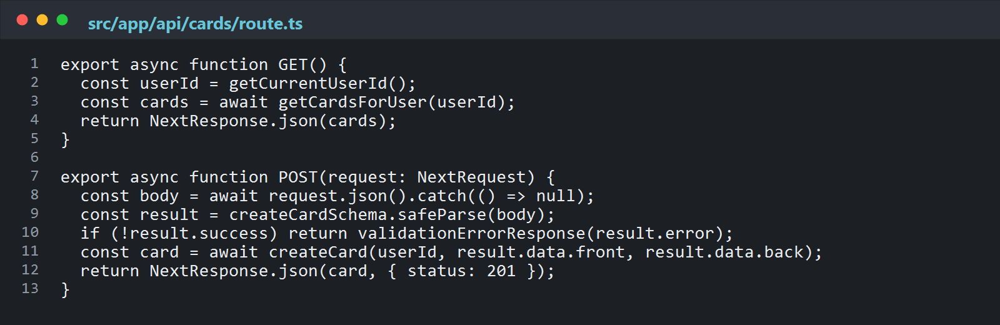 src/app/api/cards/route.ts
1 export async function GET() {
2   const userId = getCurrentUserId();
3   const cards = await getCardsForUser(userId);
4   return NextResponse.json(cards);
5 }
6
7 export async function POST(request: NextRequest) {
8   const body = await request.json().catch(() => null);
9   const result = createCardSchema.safeParse(body);
10   if (!result.success) return validationErrorResponse(result.error);
11   const card = await createCard(userId, result.data.front, result.data.back);
12   return NextResponse.json(card, { status: 201 });
13 }